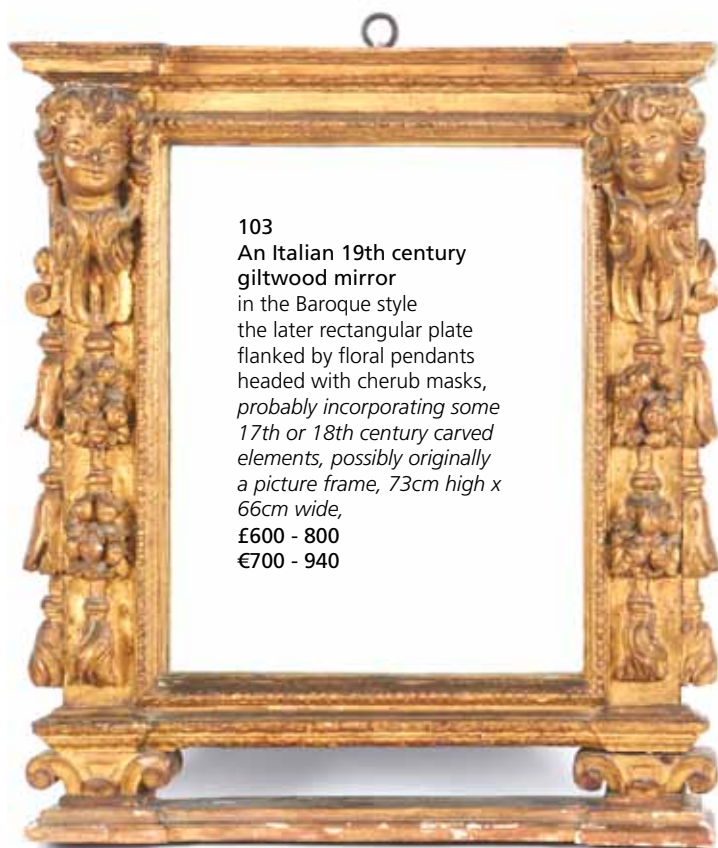 103
An Italian 19th century
giltwood mirror
in the Baroque style
the later rectangular plate
flanked by floral pendants
headed with cherub masks,
probably incorporating some
17th or 18th century carved
elements, possibly originally
a picture frame, 73cm high x
66cm wide,
£600 - 800
€700 - 940